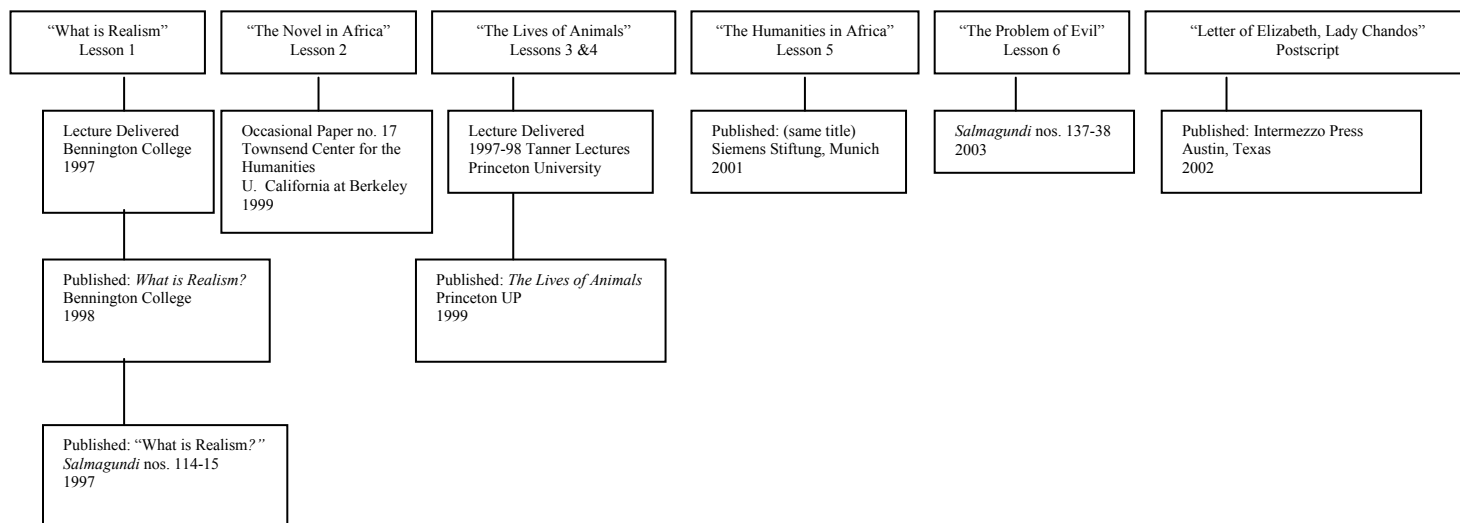 “What is Realism”
Lesson 1
“The Novel in Africa”
Lesson 2
“The Lives of Animals”
Lessons 3 &4
“The Humanities in Africa”
Lesson 5
“The Problem of Evil”
Lesson 6
“Letter of Elizabeth, Lady Chandos”
Postscript
Lecture Delivered
Bennington College
1997
Occasional Paper no. 17
Townsend Center for the
Humanities
U. California at Berkeley
1999
Lecture Delivered
1997-98 Tanner Lectures
Princeton University
Published: (same title)
Siemens Stiftung, Munich
2001
Salmagundi nos. 137-38
2003
Published: Intermezzo Press
Austin, Texas
2002
Published: What is Realism?
Bennington College
1998
Published: The Lives of Animals
Princeton UP
1999
Published: “What is Realism?”
Salmagundi nos. 114-15
1997